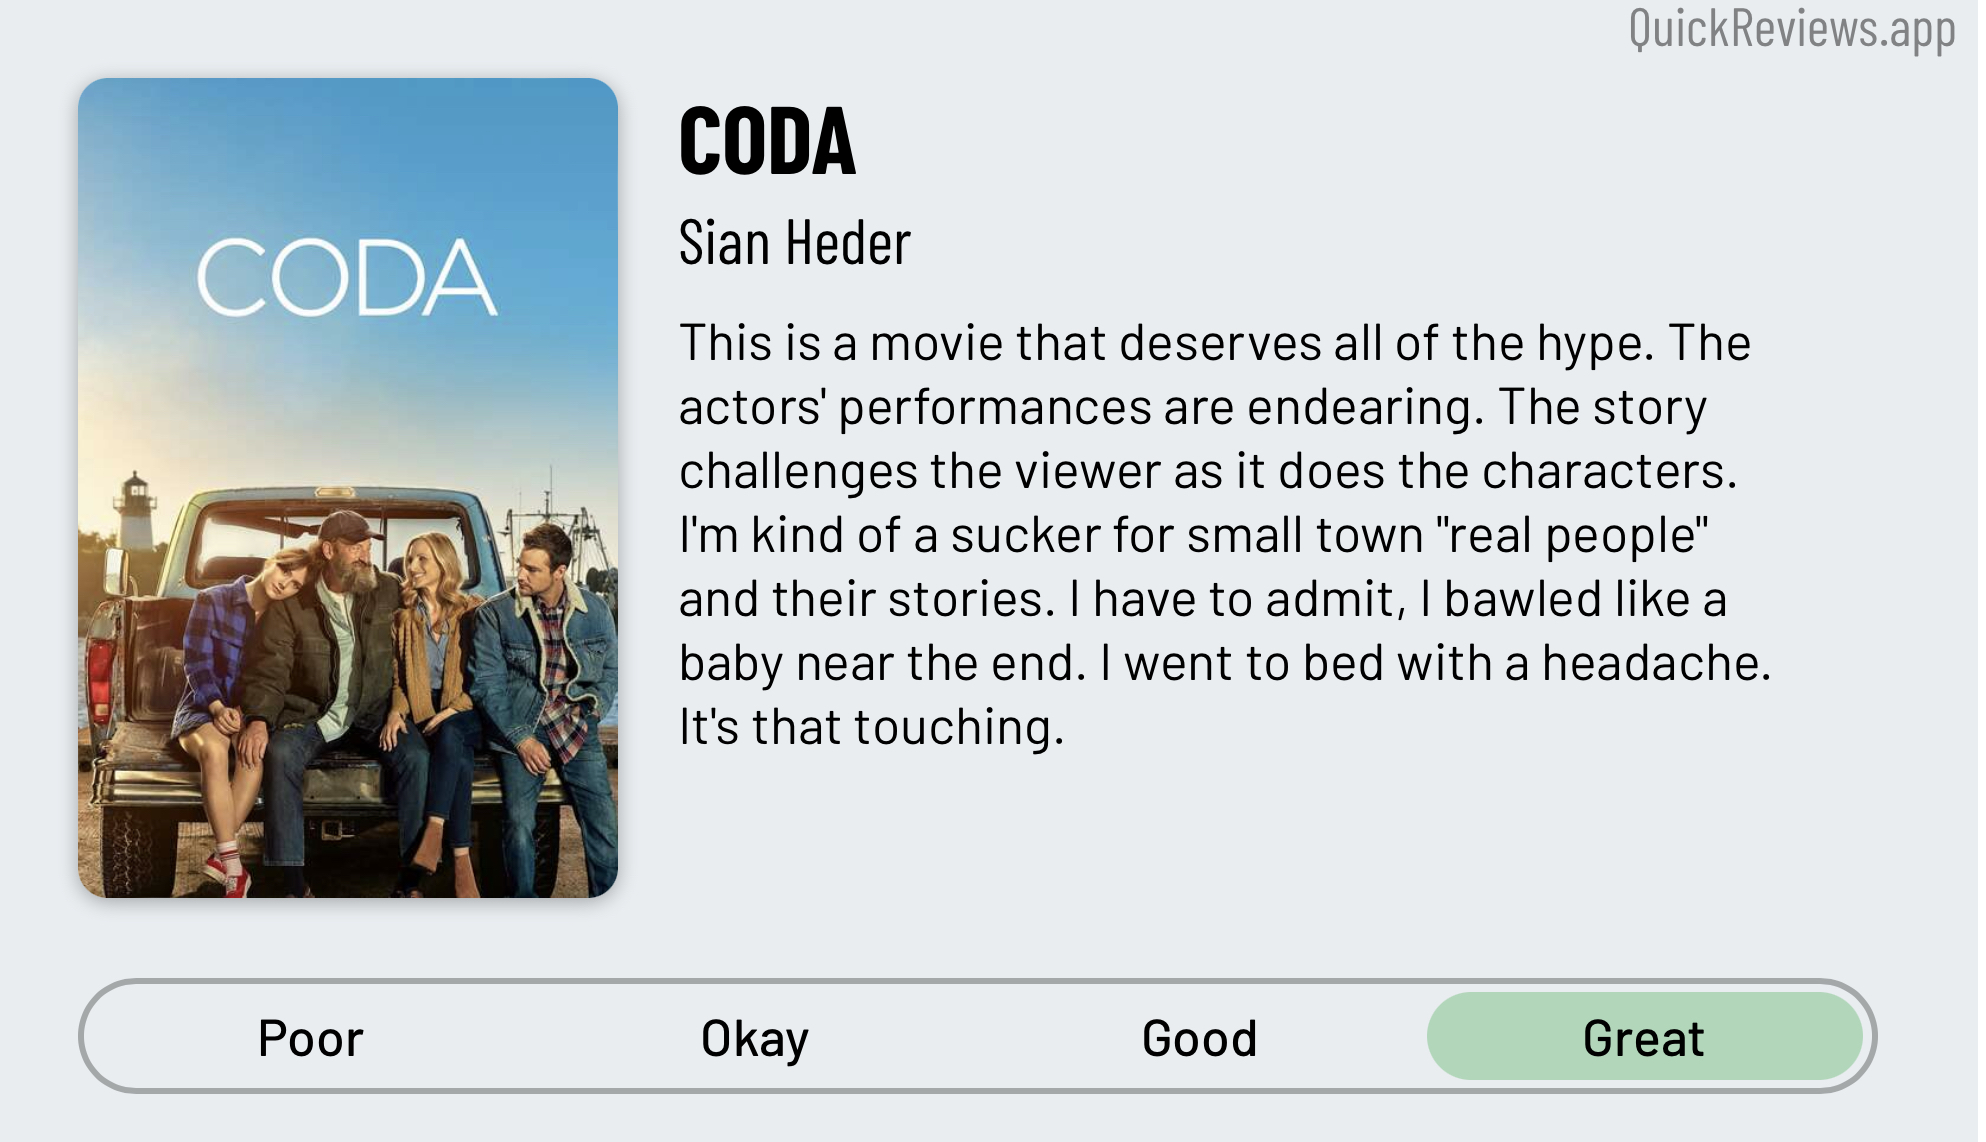 QuickReviews.app
CODA
CODA
Sian Heder
This is a movie that deserves all of the hype. The
actors' performances are endearing. The story
challenges the viewer as it does the characters.
I'm kind of a sucker for small town "real people"
and their stories. I have to admit, I bawled like a
baby near the end. I went to bed with a headache.
It's that touching.
Poor
Okay
Good
Great